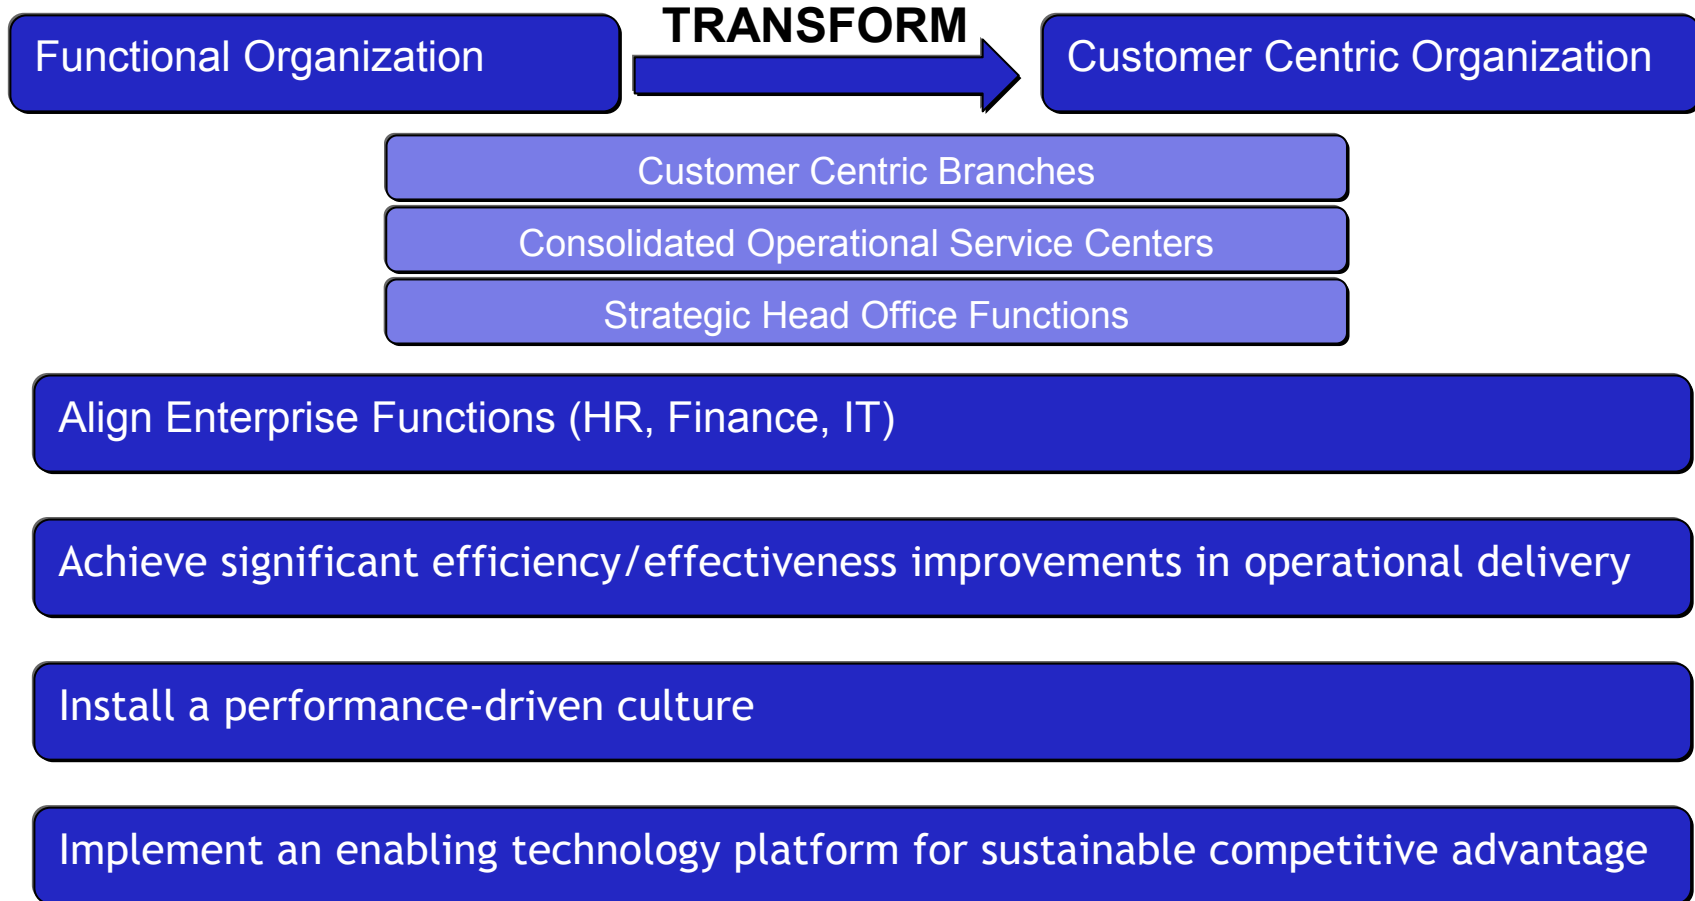 TRANSFORM
Functional Organization
Customer Centric Organization
Customer Centric Branches
Consolidated Operational Service Centers
Strategic Head Office Functions
Align Enterprise Functions (HR, Finance, IT)
Achieve significant efficiency/effectiveness improvements in operational delivery
Install a performance-driven culture
Implement an enabling technology platform for sustainable competitive advantage